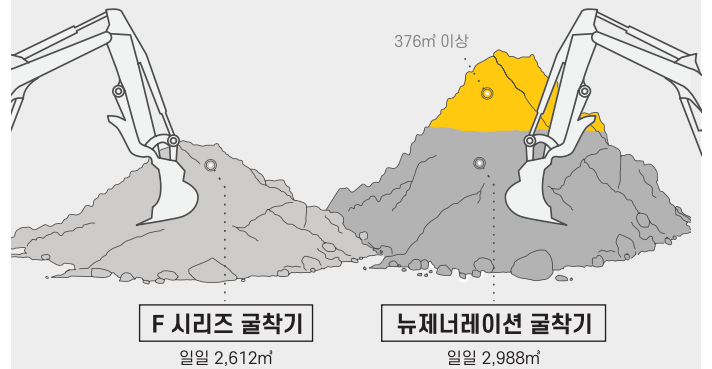 376㎥ 이상
F 시리즈 굴착기
일일 2,612㎥
뉴제너레이션 굴착기
일일 2,988㎥